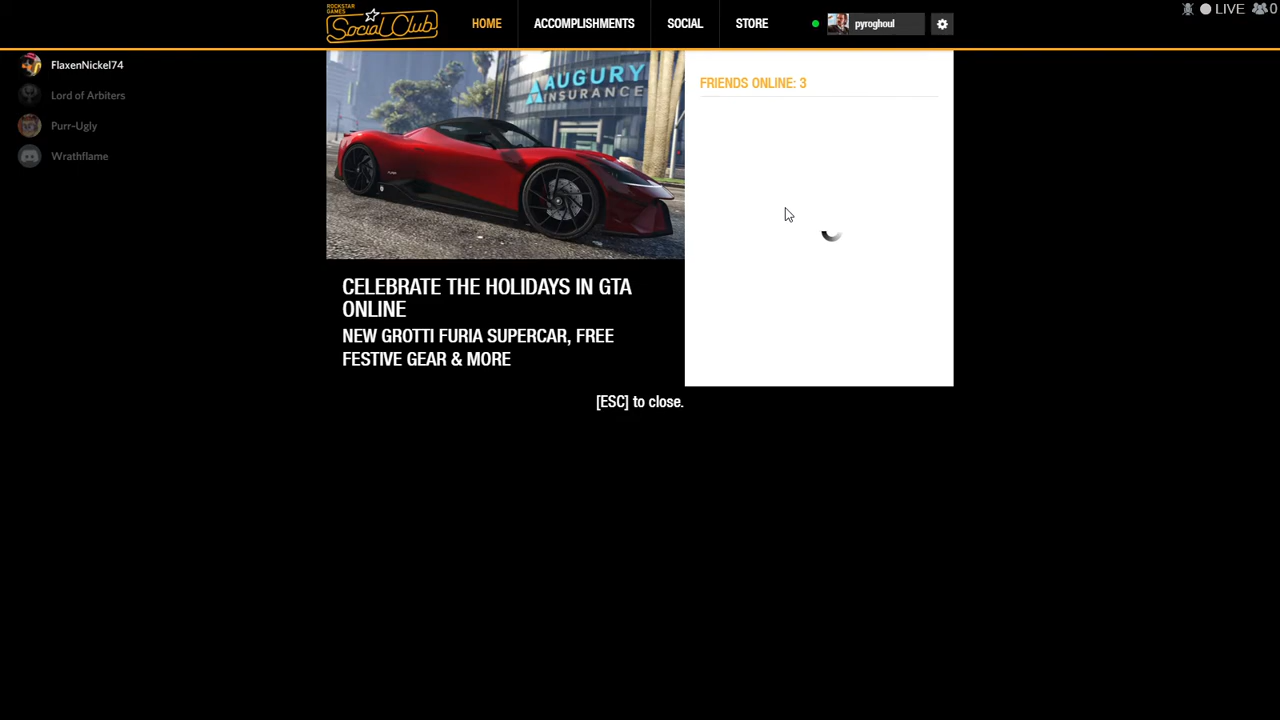 ROCKSTAR
GAMES
Social Club
HOME
ACCOMPLISHMENTS
SOCIAL
STORE
pyroghoul
LIVE
0
FlaxenNickel74
Lord of Arbiters
Purr-Ugly
Wrathflame
AUGURY
INSURANCE
FRIENDS ONLINE: 3
CELEBRATE THE HOLIDAYS IN GTA
ONLINE
NEW GROTTI FURIA SUPERCAR, FREE
FESTIVE GEAR & MORE
[ESC] to close.